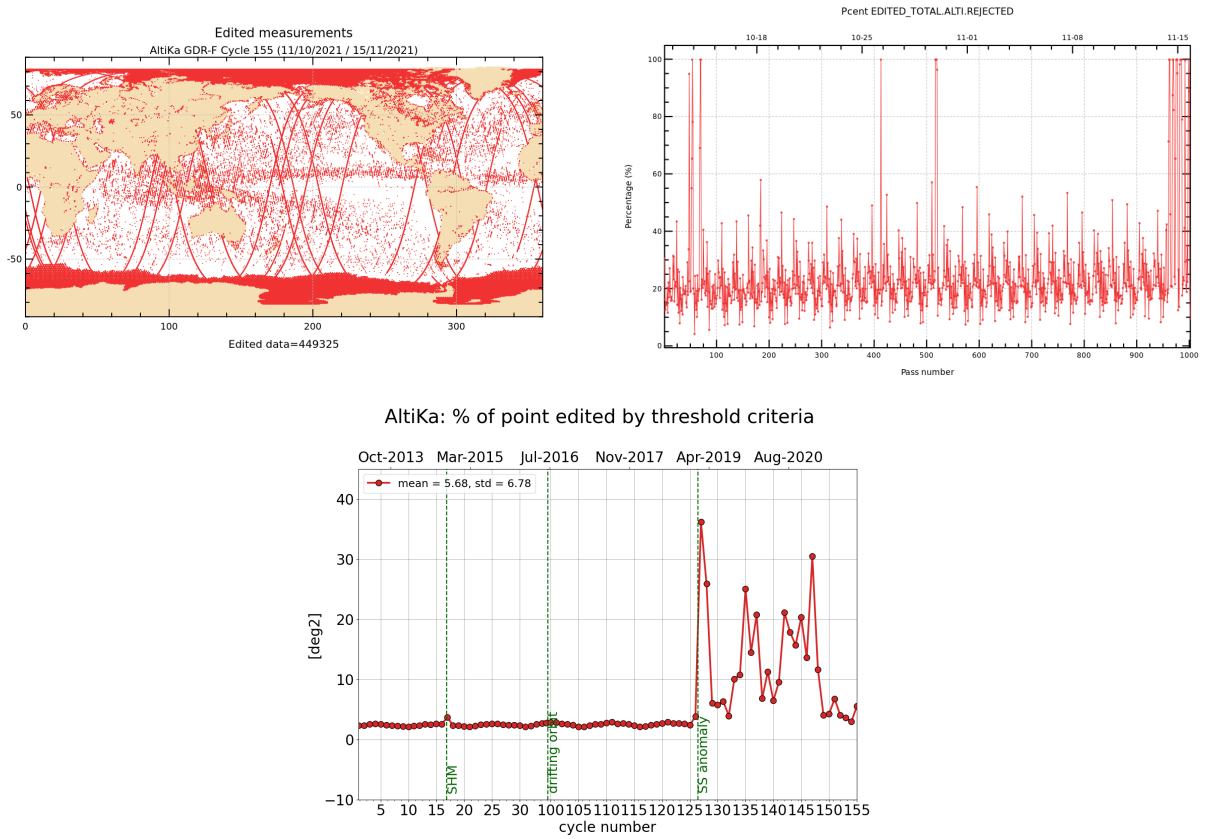 Edited measurements
AltiKa GDR-F Cycle 155 (11/10/2021 / 15/11/2021)
50
0
-50
0 100 200 300
Edited data=449325
Pcent EDITED_TOTAL.ALTI.REJECTED
10-18 10-25 11-01 11-08 11-15
Percentage (%)
100
80
60
40
20
0
100 200 300 400 500 600 700 800 900 1000
Pass number
AltiKa: % of point edited by threshold criteria
Oct-2013 Mar-2015 Jul-2016 Nov-2017 Apr-2019 Aug-2020
mean = 5.68, std = 6.78
[deg2]
40
30
20
10
0
−10
SHM
drifting orbit
SS anomaly
5 10 15 20 25 30 100 105 110 115 120 125 130 135 140 145 150 155
cycle number